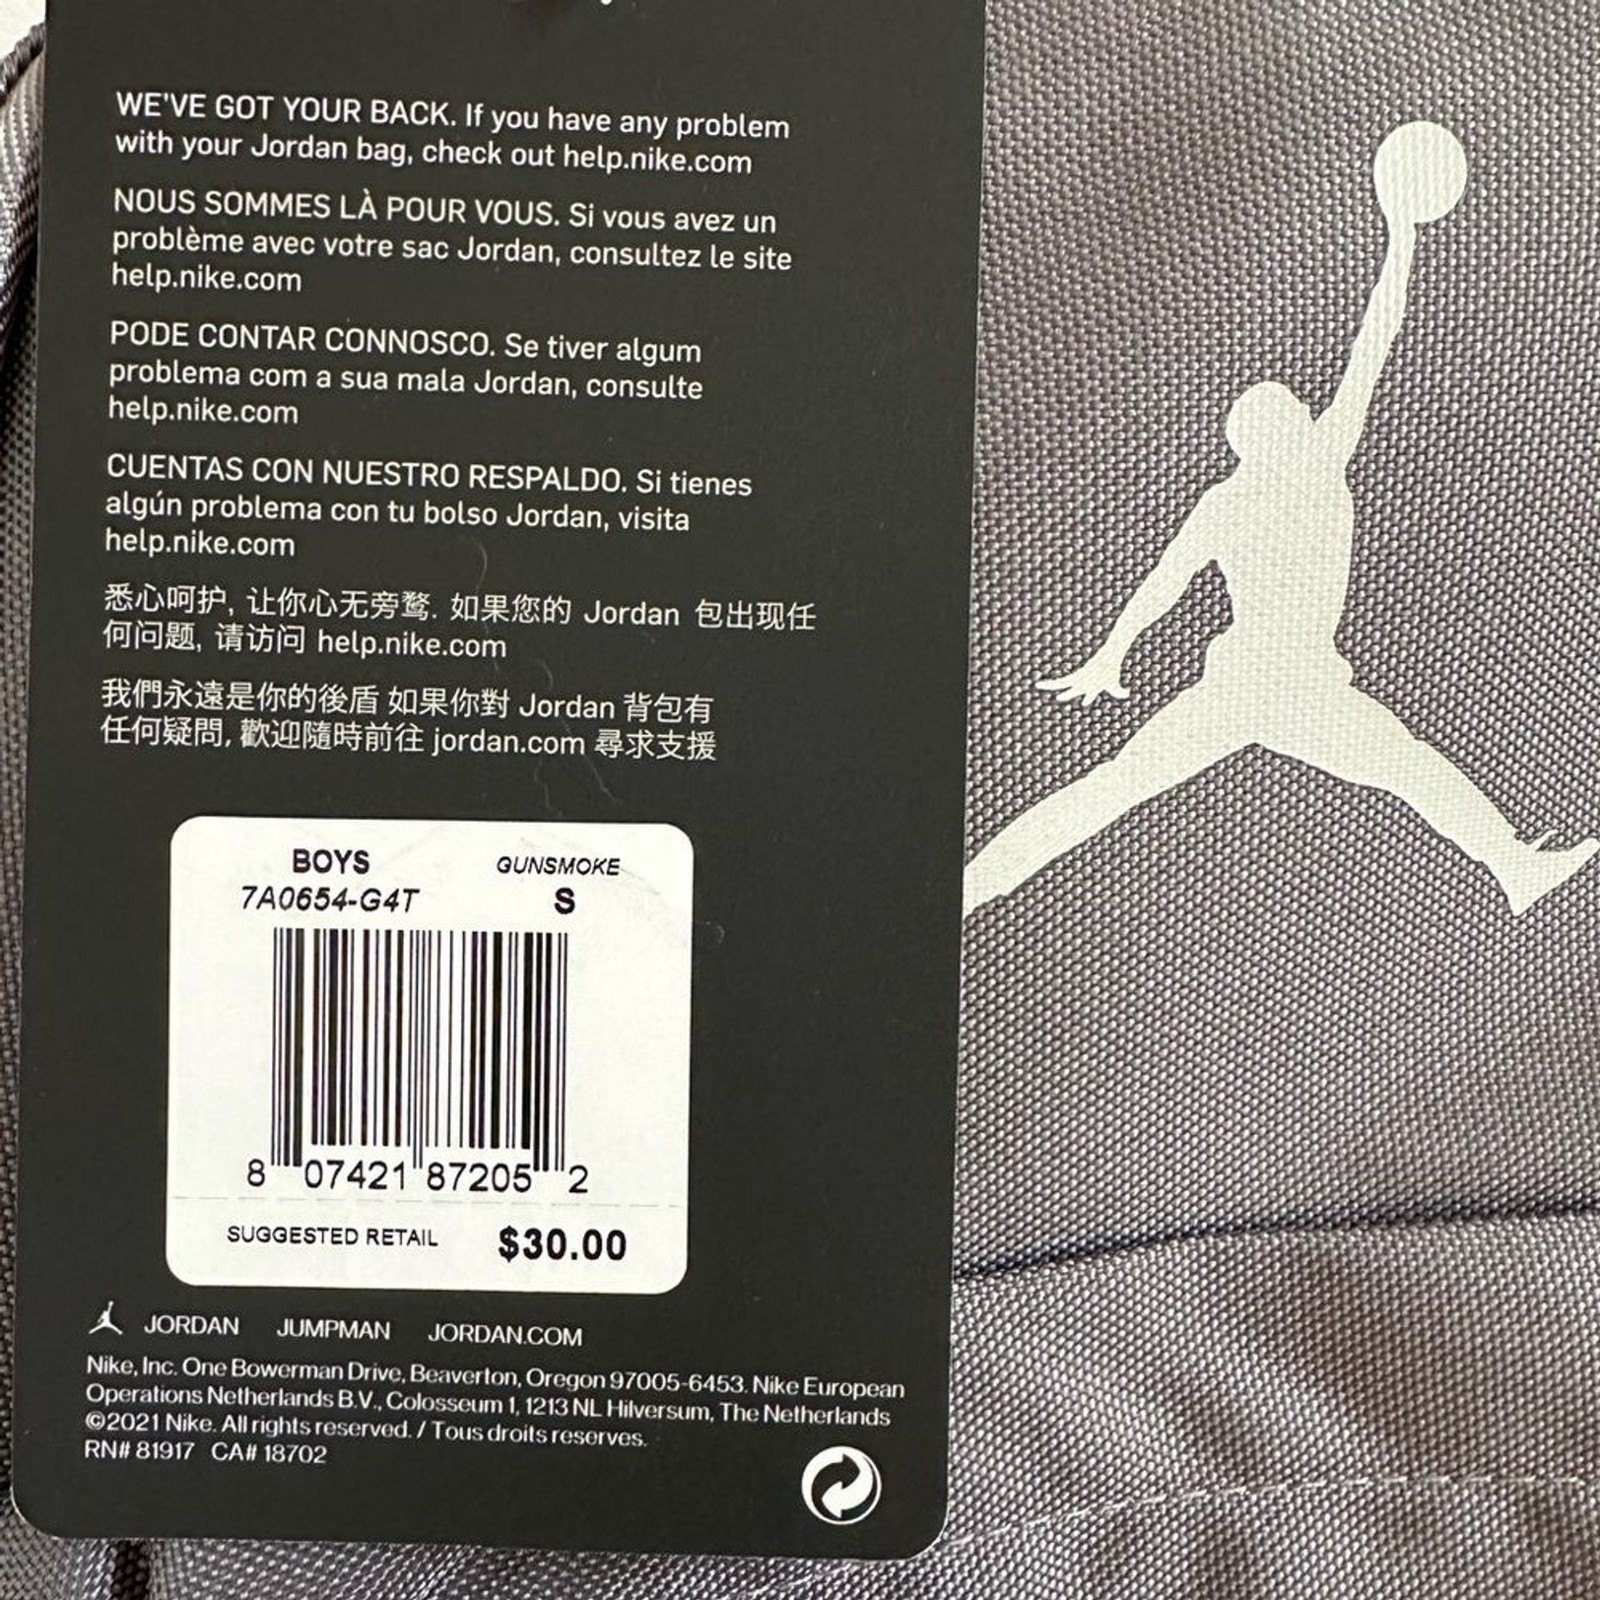 WE'VE GOT YOUR BACK. If you have any problem
with your Jordan bag, check out help.nike.com
NOUS SOMMES LÀ POUR VOUS. Si vous avez un
problème avec votre sac Jordan, consultez le site
help.nike.com
PODE CONTAR CONNOSCO. Se tiver algum
problema com a sua mala Jordan, consulte
help.nike.com
CUENTAS CON NUESTRO RESPALDO. Si tienes
algún problema con tu bolso Jordan, visita
help.nike.com
悉心呵护, 让你心无旁骛. 如果您的 Jordan 包出现任
何问题, 请访问 help.nike.com
我們永遠是你的後盾 如果你對 Jordan 背包有
任何疑問, 歡迎隨時前往 jordan.com 尋求支援
BOYS GUNSMOKE
7A0654-G4T S
8 07421 87205 2
SUGGESTED RETAIL $30.00
JORDAN JUMPMAN JORDAN.COM
Nike, Inc. One Bowerman Drive, Beaverton, Oregon 97005-6453. Nike European
Operations Netherlands B.V., Colosseum 1, 1213 NL Hilversum, The Netherlands
©2021 Nike. All rights reserved. / Tous droits reserves.
RN# 81917 CA# 18702